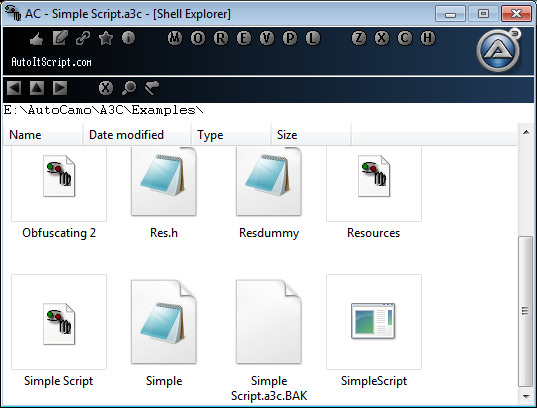 AC - Simple Script.a3c - [Shell Explorer]
M O R E V P L Z X D C
3
AutoItScript.com
X
E:\AutoCamo\A3C\Examples\
Name Date modified Type Size
Obfuscating 2 Res.h Resdummy Resources
Simple Script Simple Simple SimpleScript
Script.a3c.BAK